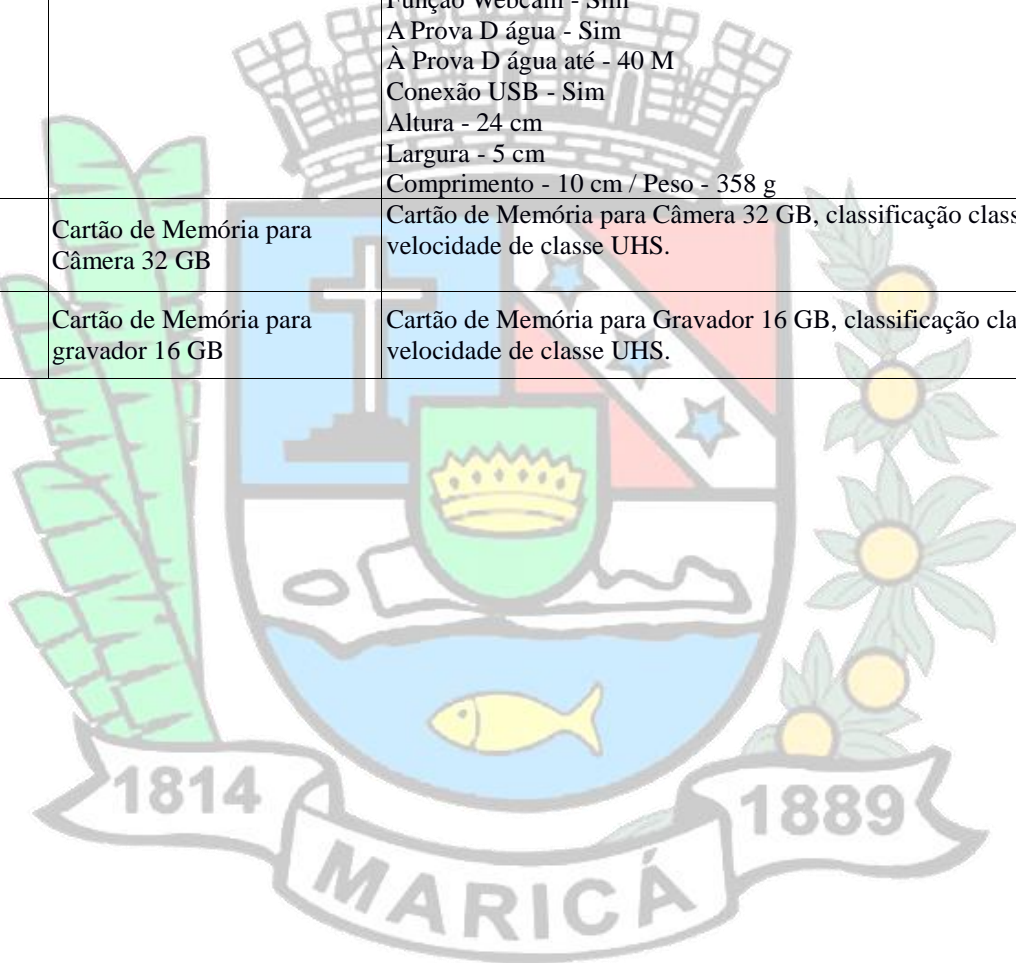 Função Webcam - Sim
A Prova D água - Sim
À Prova D água até - 40 M
Conexão USB - Sim
Altura - 24 cm
Largura - 5 cm
Comprimento - 10 cm / Peso - 358 g
Cartão de Memória para
Câmera 32 GB
Cartão de Memória para Câmera 32 GB, classificação
velocidade de classe UHS.
Cartão de Memória para
gravador 16 GB
Cartão de Memória para Gravador 16 GB, classificação
velocidade de classe UHS.
1814
1889
MARICÁ